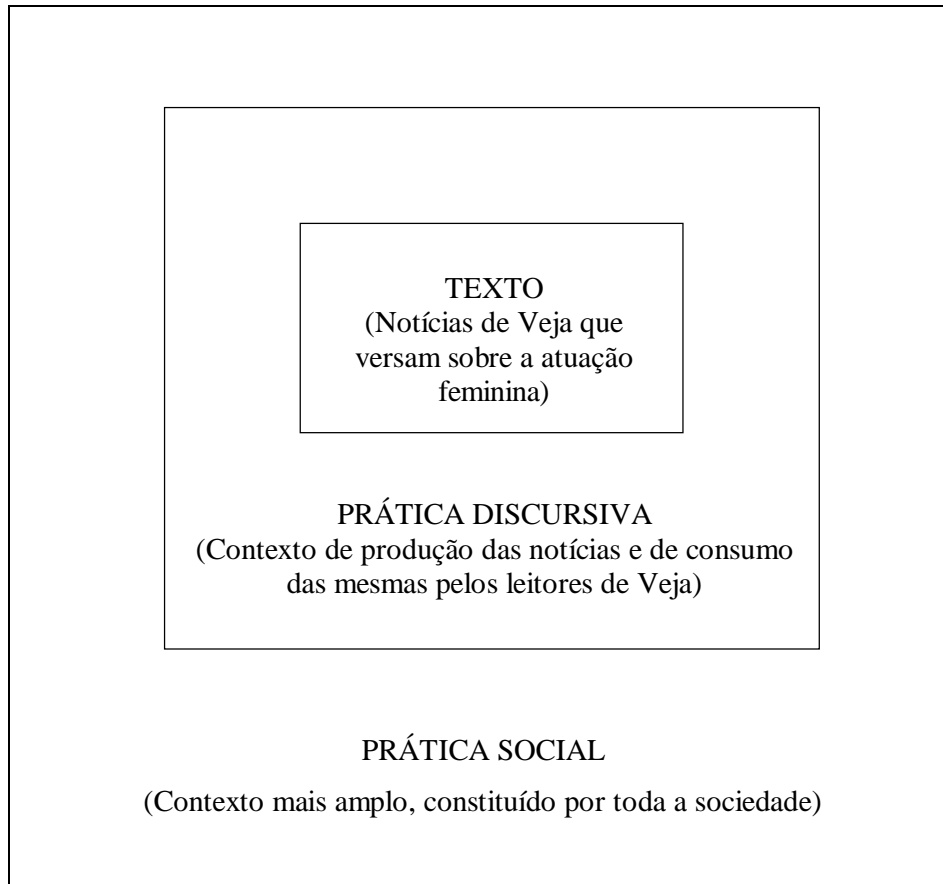 TEXTO
(Notícias de Veja que
versam sobre a atuação
feminina)
PRÁTICA DISCURSIVA
(Contexto de produção das notícias e de consumo
das mesmas pelos leitores de Veja)
PRÁTICA SOCIAL
(Contexto mais amplo, constituído por toda a sociedade)